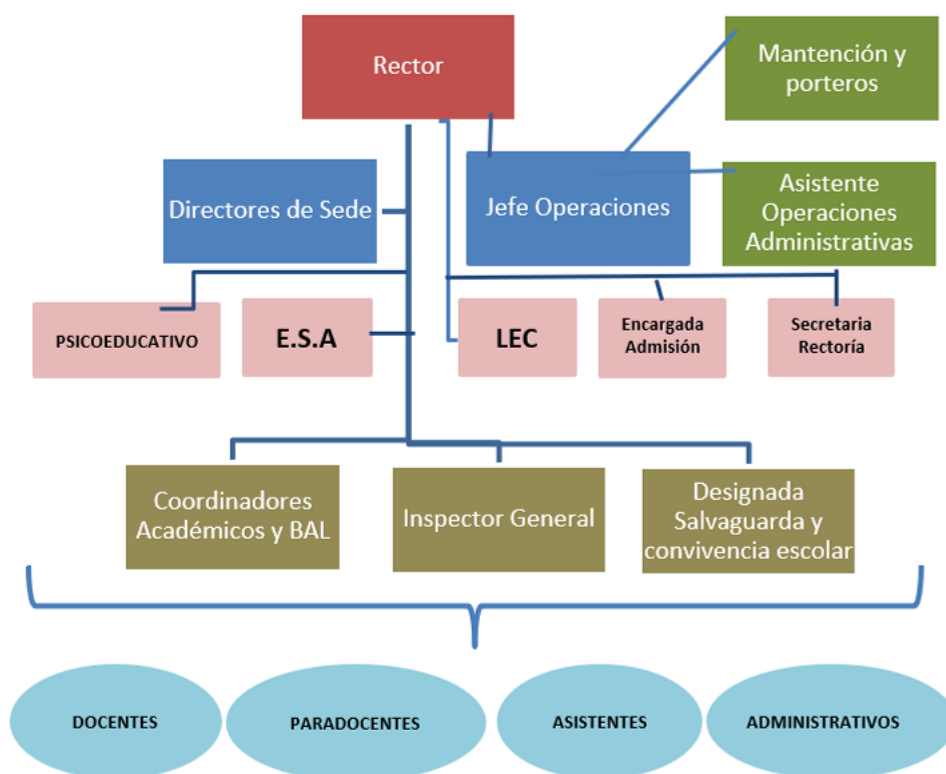 Rector
Mantención y
porteros
Directores de Sede
Jefe Operaciones
Asistente
Operaciones
Administrativas
PSICOEDUCATIVO
E.S.A
LEC
Encargada
Admisión
Secretaria
Rectoría
Coordinadores
Académicos y BAL
Inspector General
Designada
Salvaguarda y
convivencia escolar
DOCENTES
PARADOCENTES
ASISTENTES
ADMINISTRATIVOS